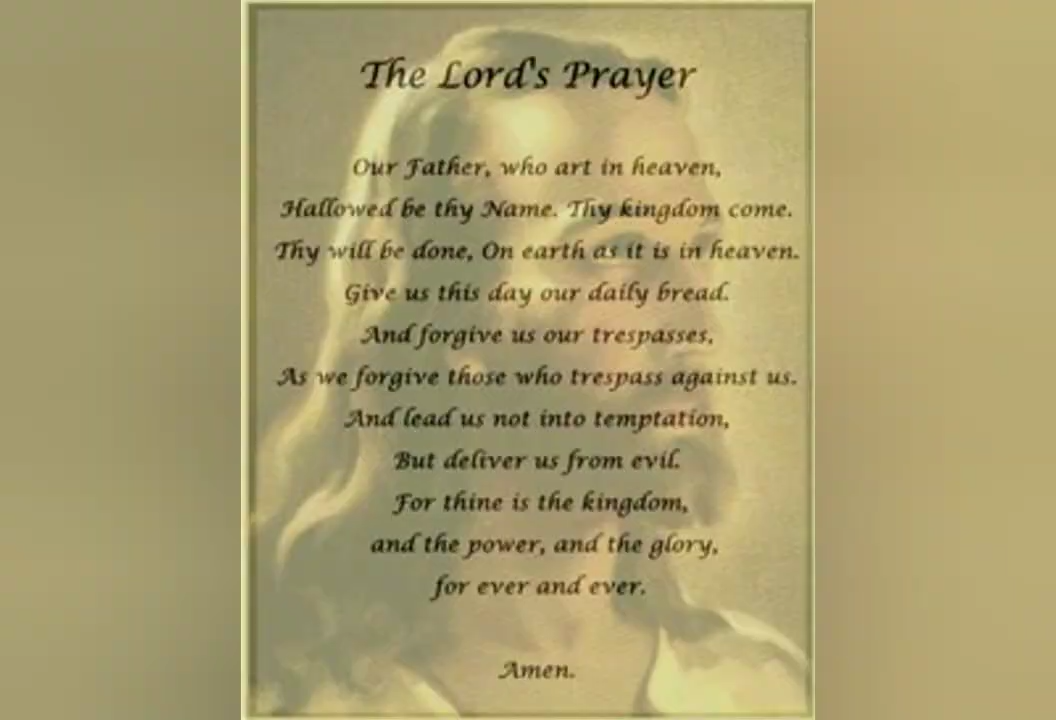 The Lord's Prayer
Our Father, who art in heaven,
Hallowed be thy Name. Thy kingdom come.
Thy will be done, On earth as it is in heaven.
Give us this day our daily bread.
And forgive us our trespasses,
As we forgive those who trespass against us.
And lead us not into temptation,
But deliver us from evil.
For thine is the kingdom,
and the power, and the glory,
for ever and ever.
Amen.